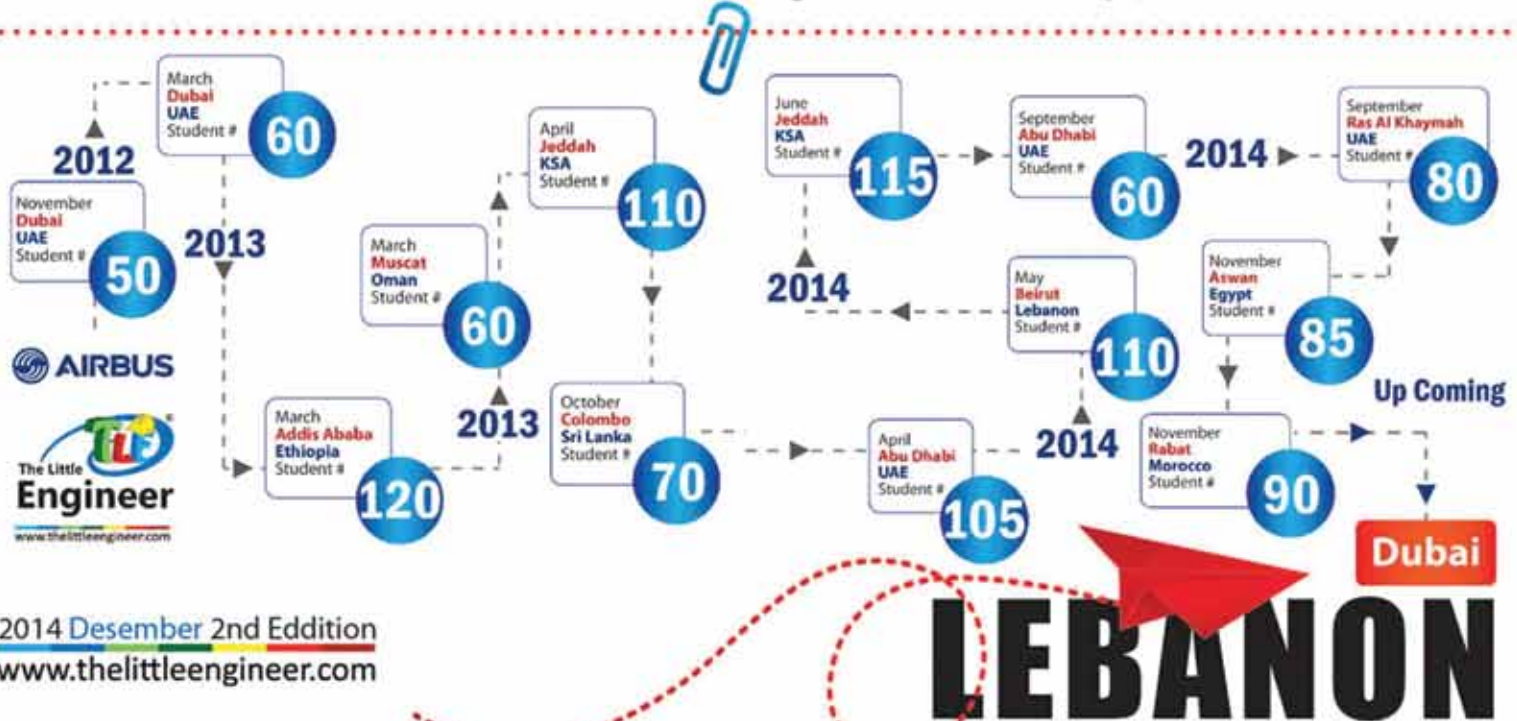 2012
November
Dubai
UAE
Student #
50
March
Dubai
UAE
Student #
60
2013
March
Addis Ababa
Ethiopia
Student #
120
2013
March
Muscat
Oman
Student #
60
April
Jeddah
KSA
Student #
110
October
Colombo
Sri Lanka
Student #
70
April
Abu Dhabi
UAE
Student #
105
2014
May
Beirut
Lebanon
Student #
110
2014
June
Jeddah
KSA
Student #
115
September
Abu Dhabi
UAE
Student #
60
2014
September
Ras Al Khaymah
UAE
Student #
80
November
Aswan
Egypt
Student #
85
November
Rabat
Morocco
Student #
90
Up Coming
Dubai
AIRBUS
TLE
The Little
Engineer
www.thelittleengineer.com
2014 Desember 2nd Eddition
www.thelittleengineer.com
LEBANON